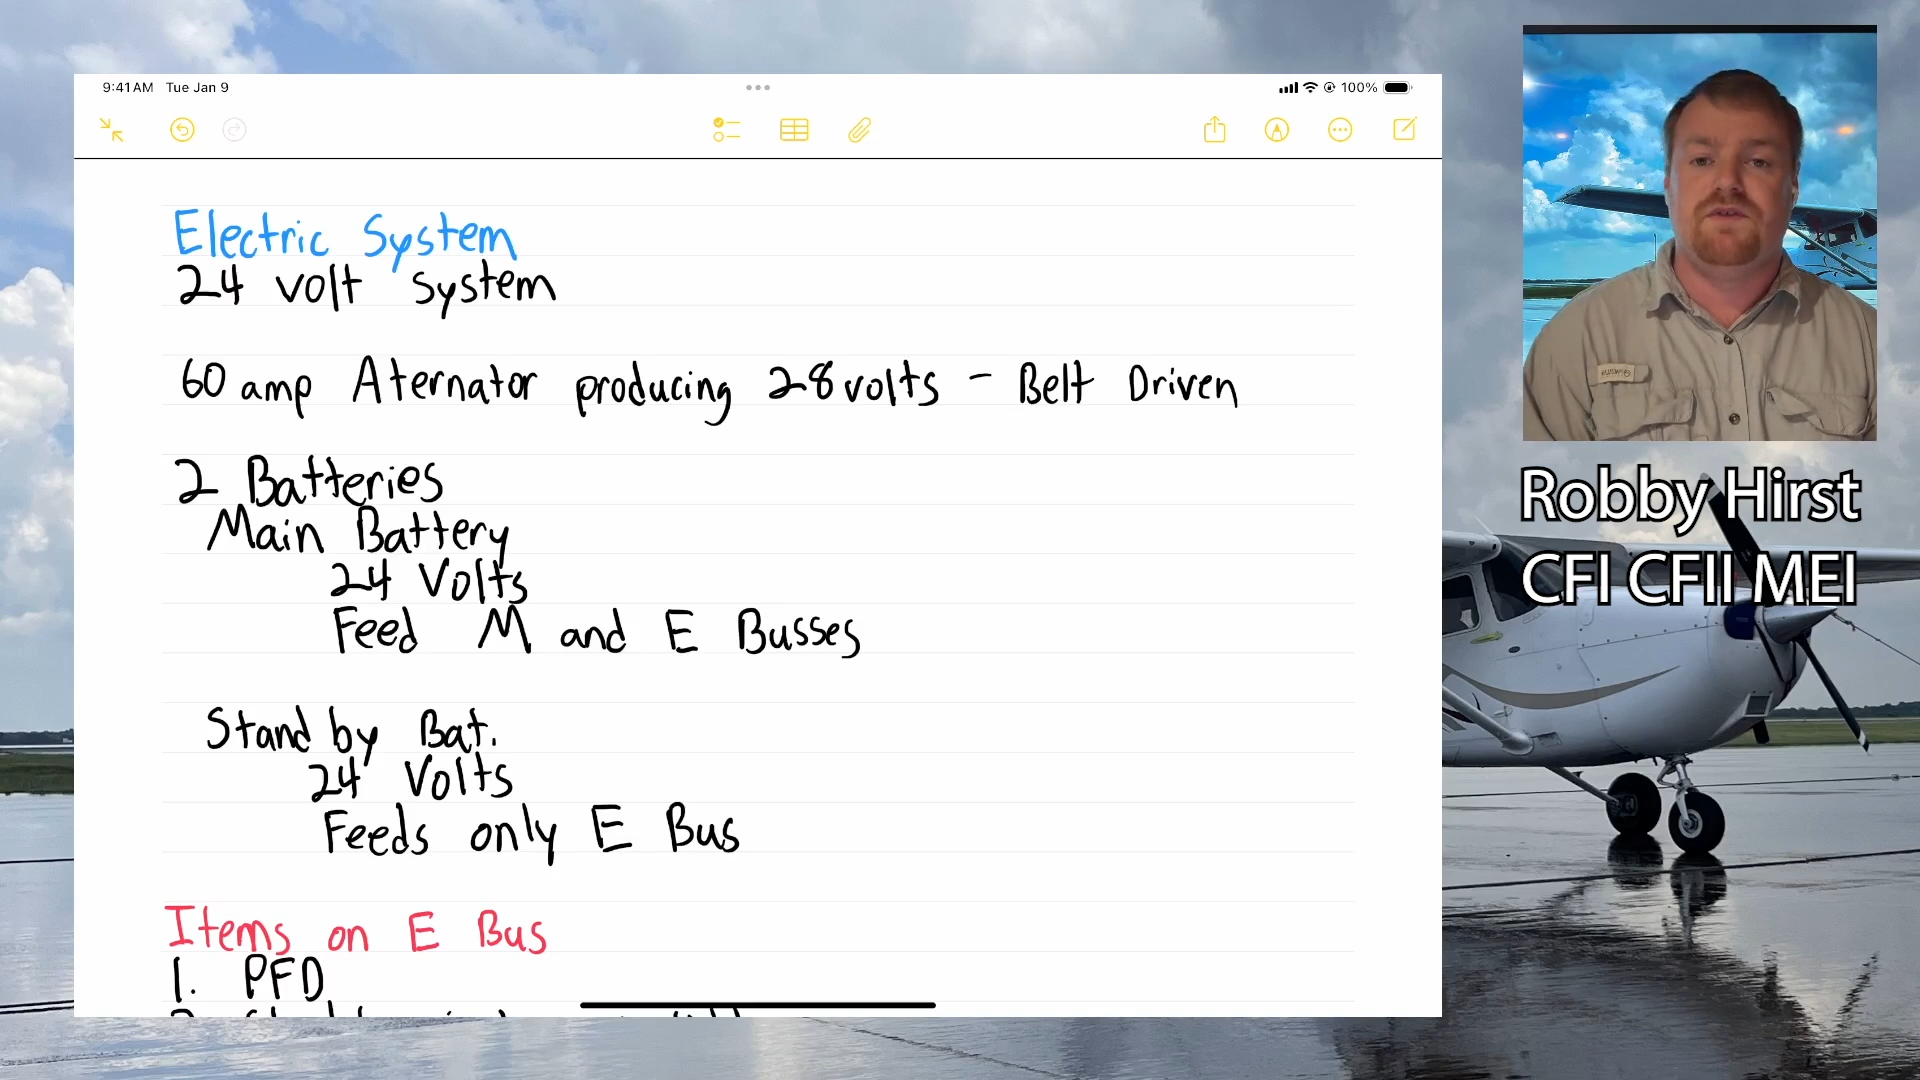 9:41 AM Tue Jan 9
100%
Electric System
24 volt system
60 amp Aternator producing 28 volts - Belt Driven
2 Batteries
Main Battery
24 Volts
Feed M and E Busses
Stand by Bat.
24 Volts
Feeds only E Bus
Items on E Bus
1. PFD
Robby Hirst
CFI CFII MEI